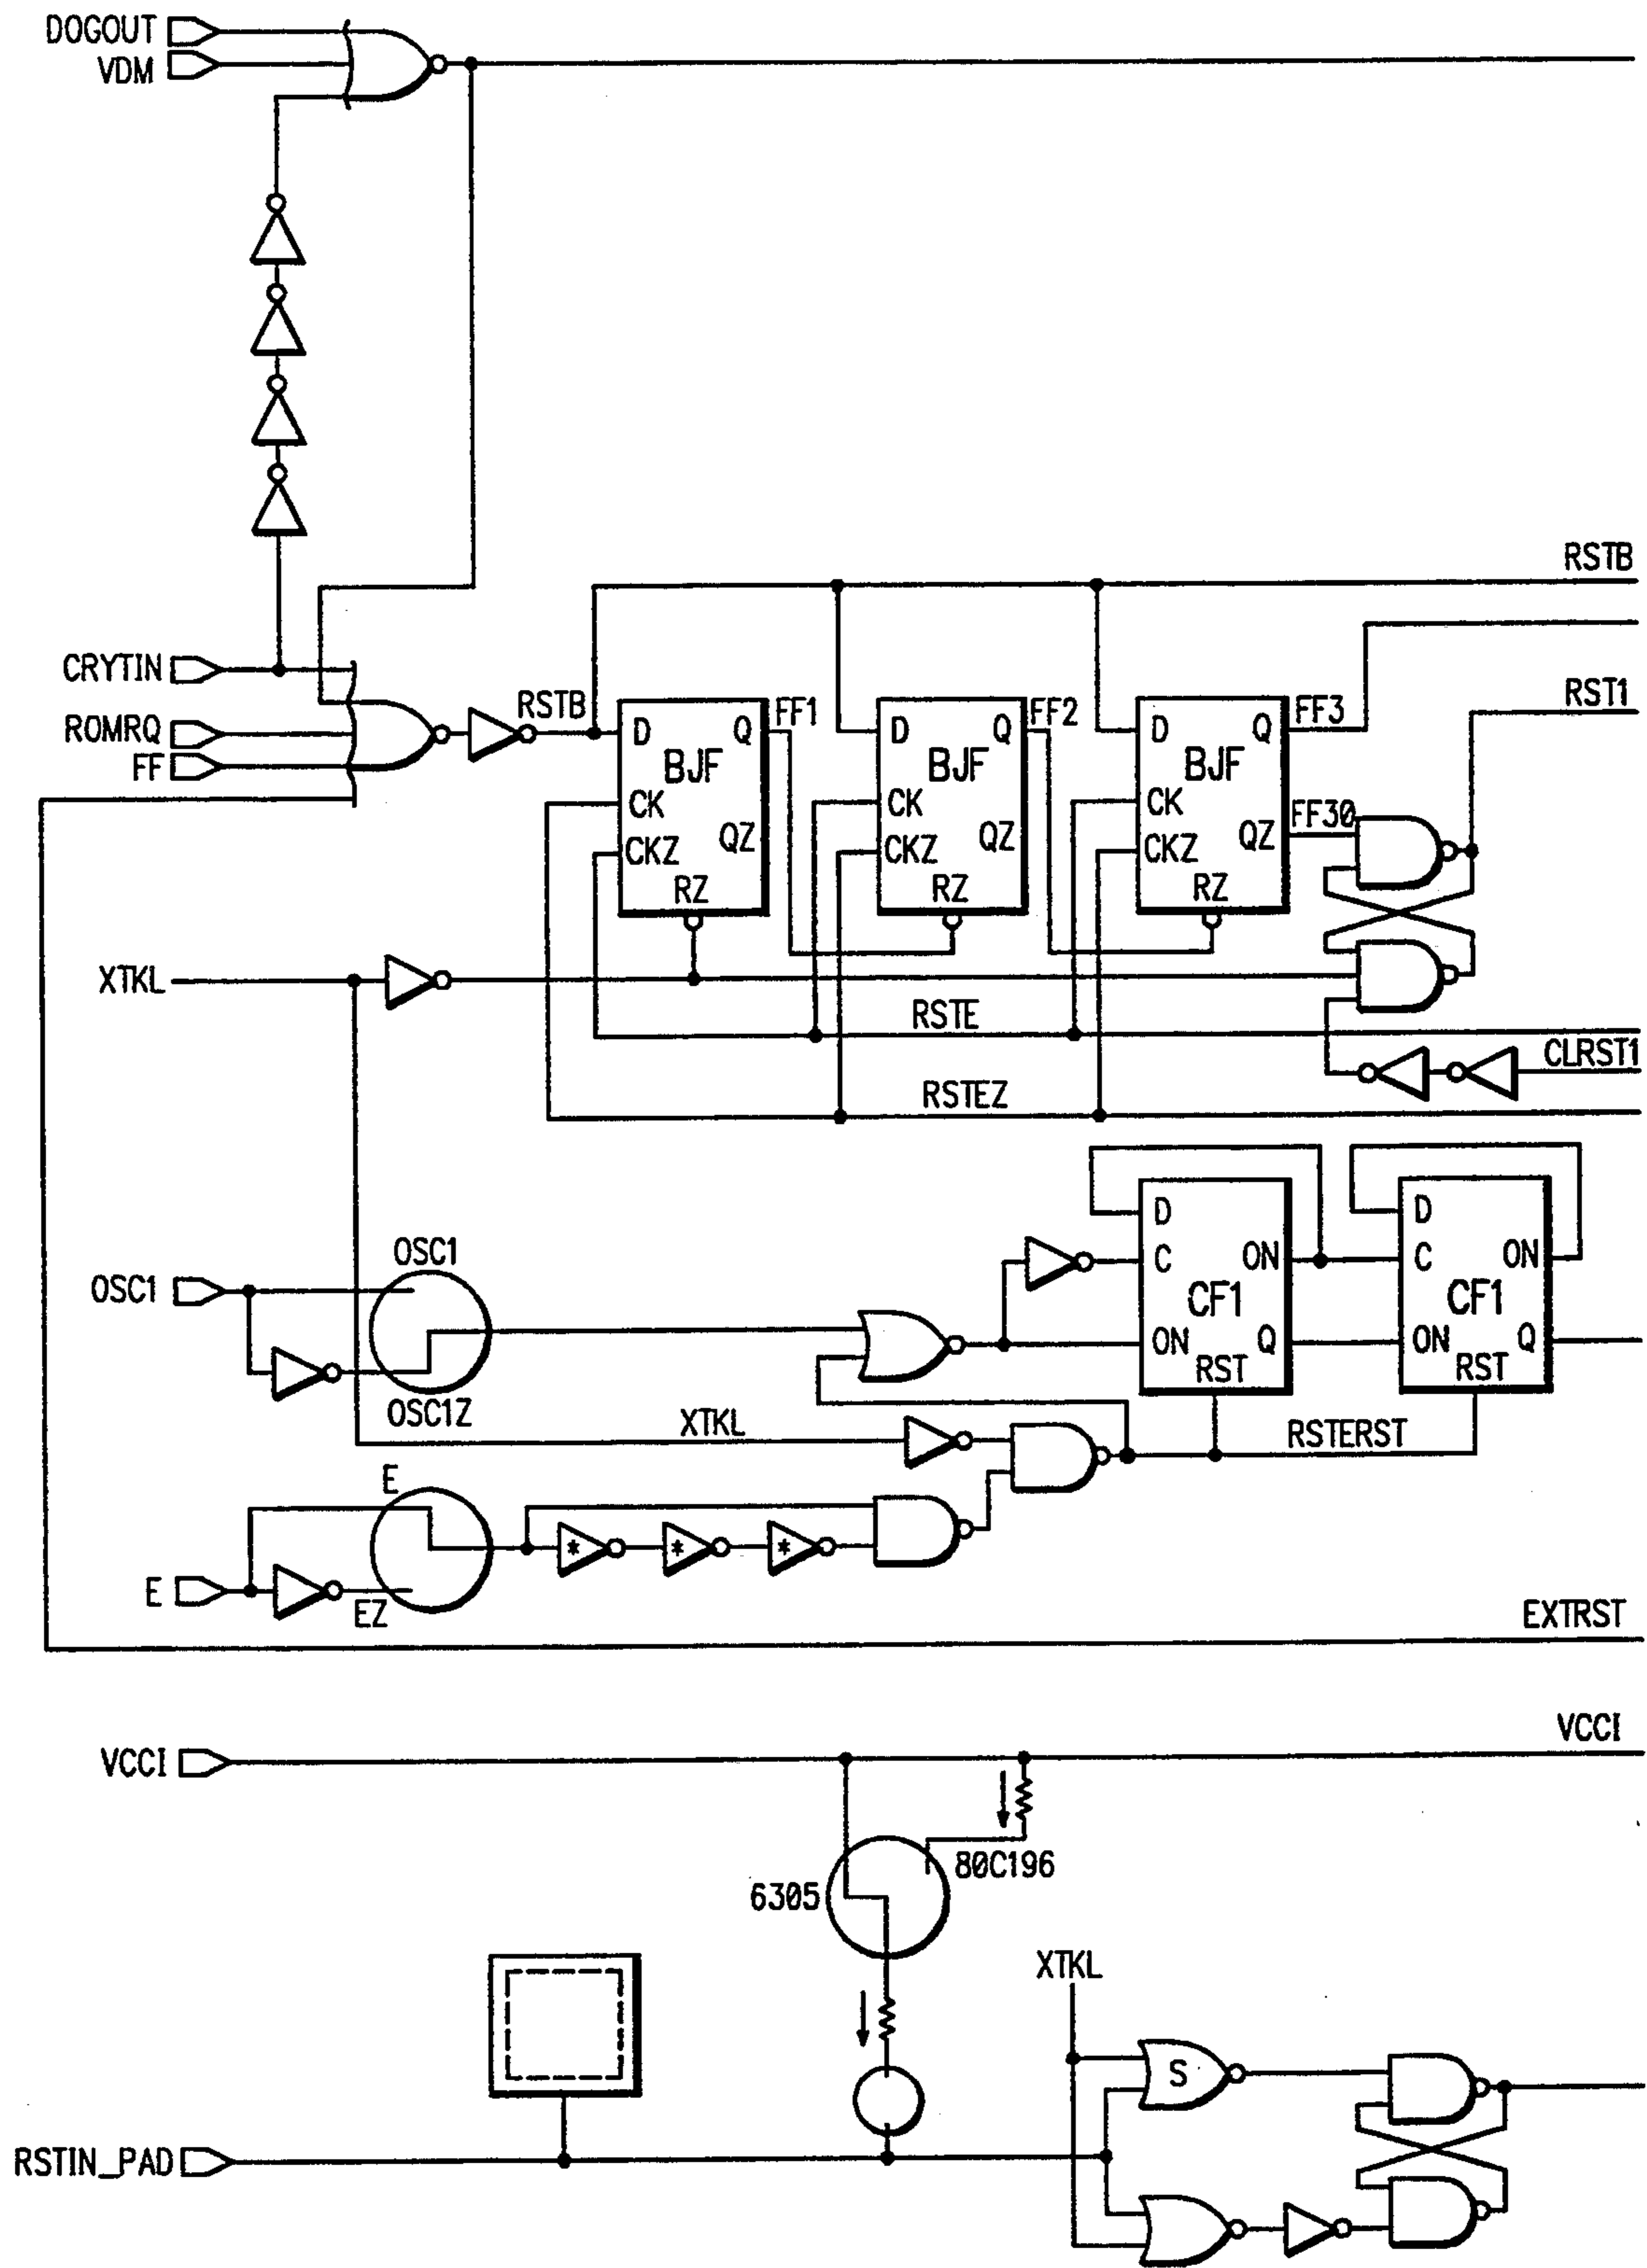 DOGOUT
VDM
RSTB
CRYTIN
ROMRQ
FF
RSTB
RST1
D Q FF1
BJF
CK
CKZ QZ
RZ
D Q FF2
BJF
CK
CKZ QZ
RZ
D Q FF3
BJF
CK
CKZ QZ FF30
RZ
XTKL
RSTE
CLRST1
RSTEZ
OSC1
OSC1
OSC1Z
D
C ON
CF1
ON Q
RST
D
C ON
CF1
ON Q
RST
XTKL
RSTERST
E
* * *
E
EZ
EXTRST
VCCI
VCCI
80C196
6305
XTKL
S
RSTIN_PAD